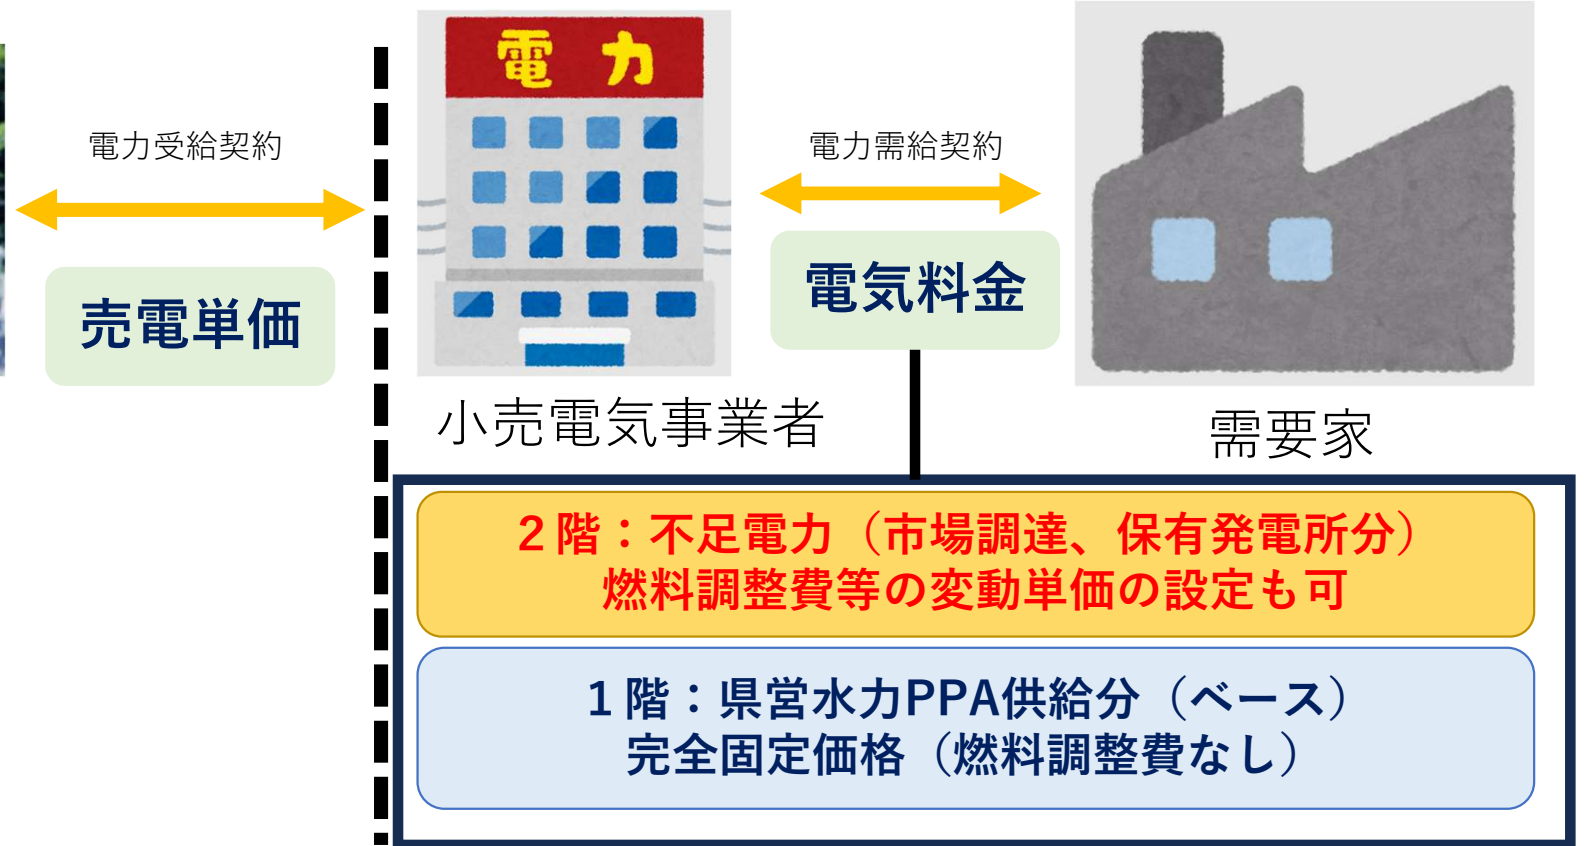 電力
電力受給契約
電力需給契約
売電単価
電気料金
小売電気事業者
需要家
2階：不足電力（市場調達、保有発電所分）
燃料調整費等の変動単価の設定も可
1階：県営水力PPA供給分（ベース）
完全固定価格（燃料調整費なし）